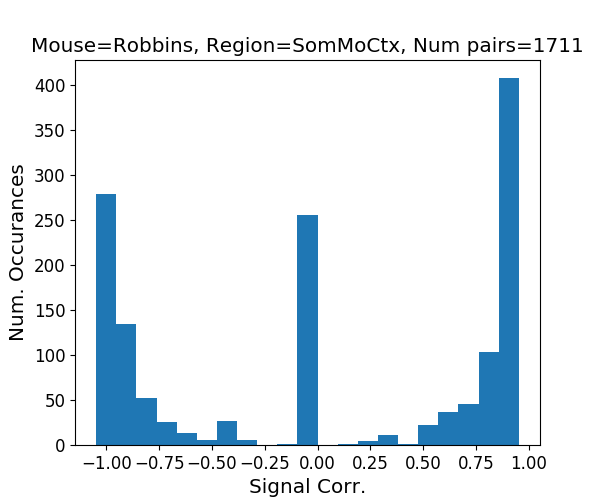 Mouse=Robbins, Region=SomMoCtx, Num pairs=1711
400
350
300
250
200
150
100
50
0
Num. Occurances
−1.00 −0.75 −0.50 −0.25 0.00 0.25 0.50 0.75 1.00
Signal Corr.